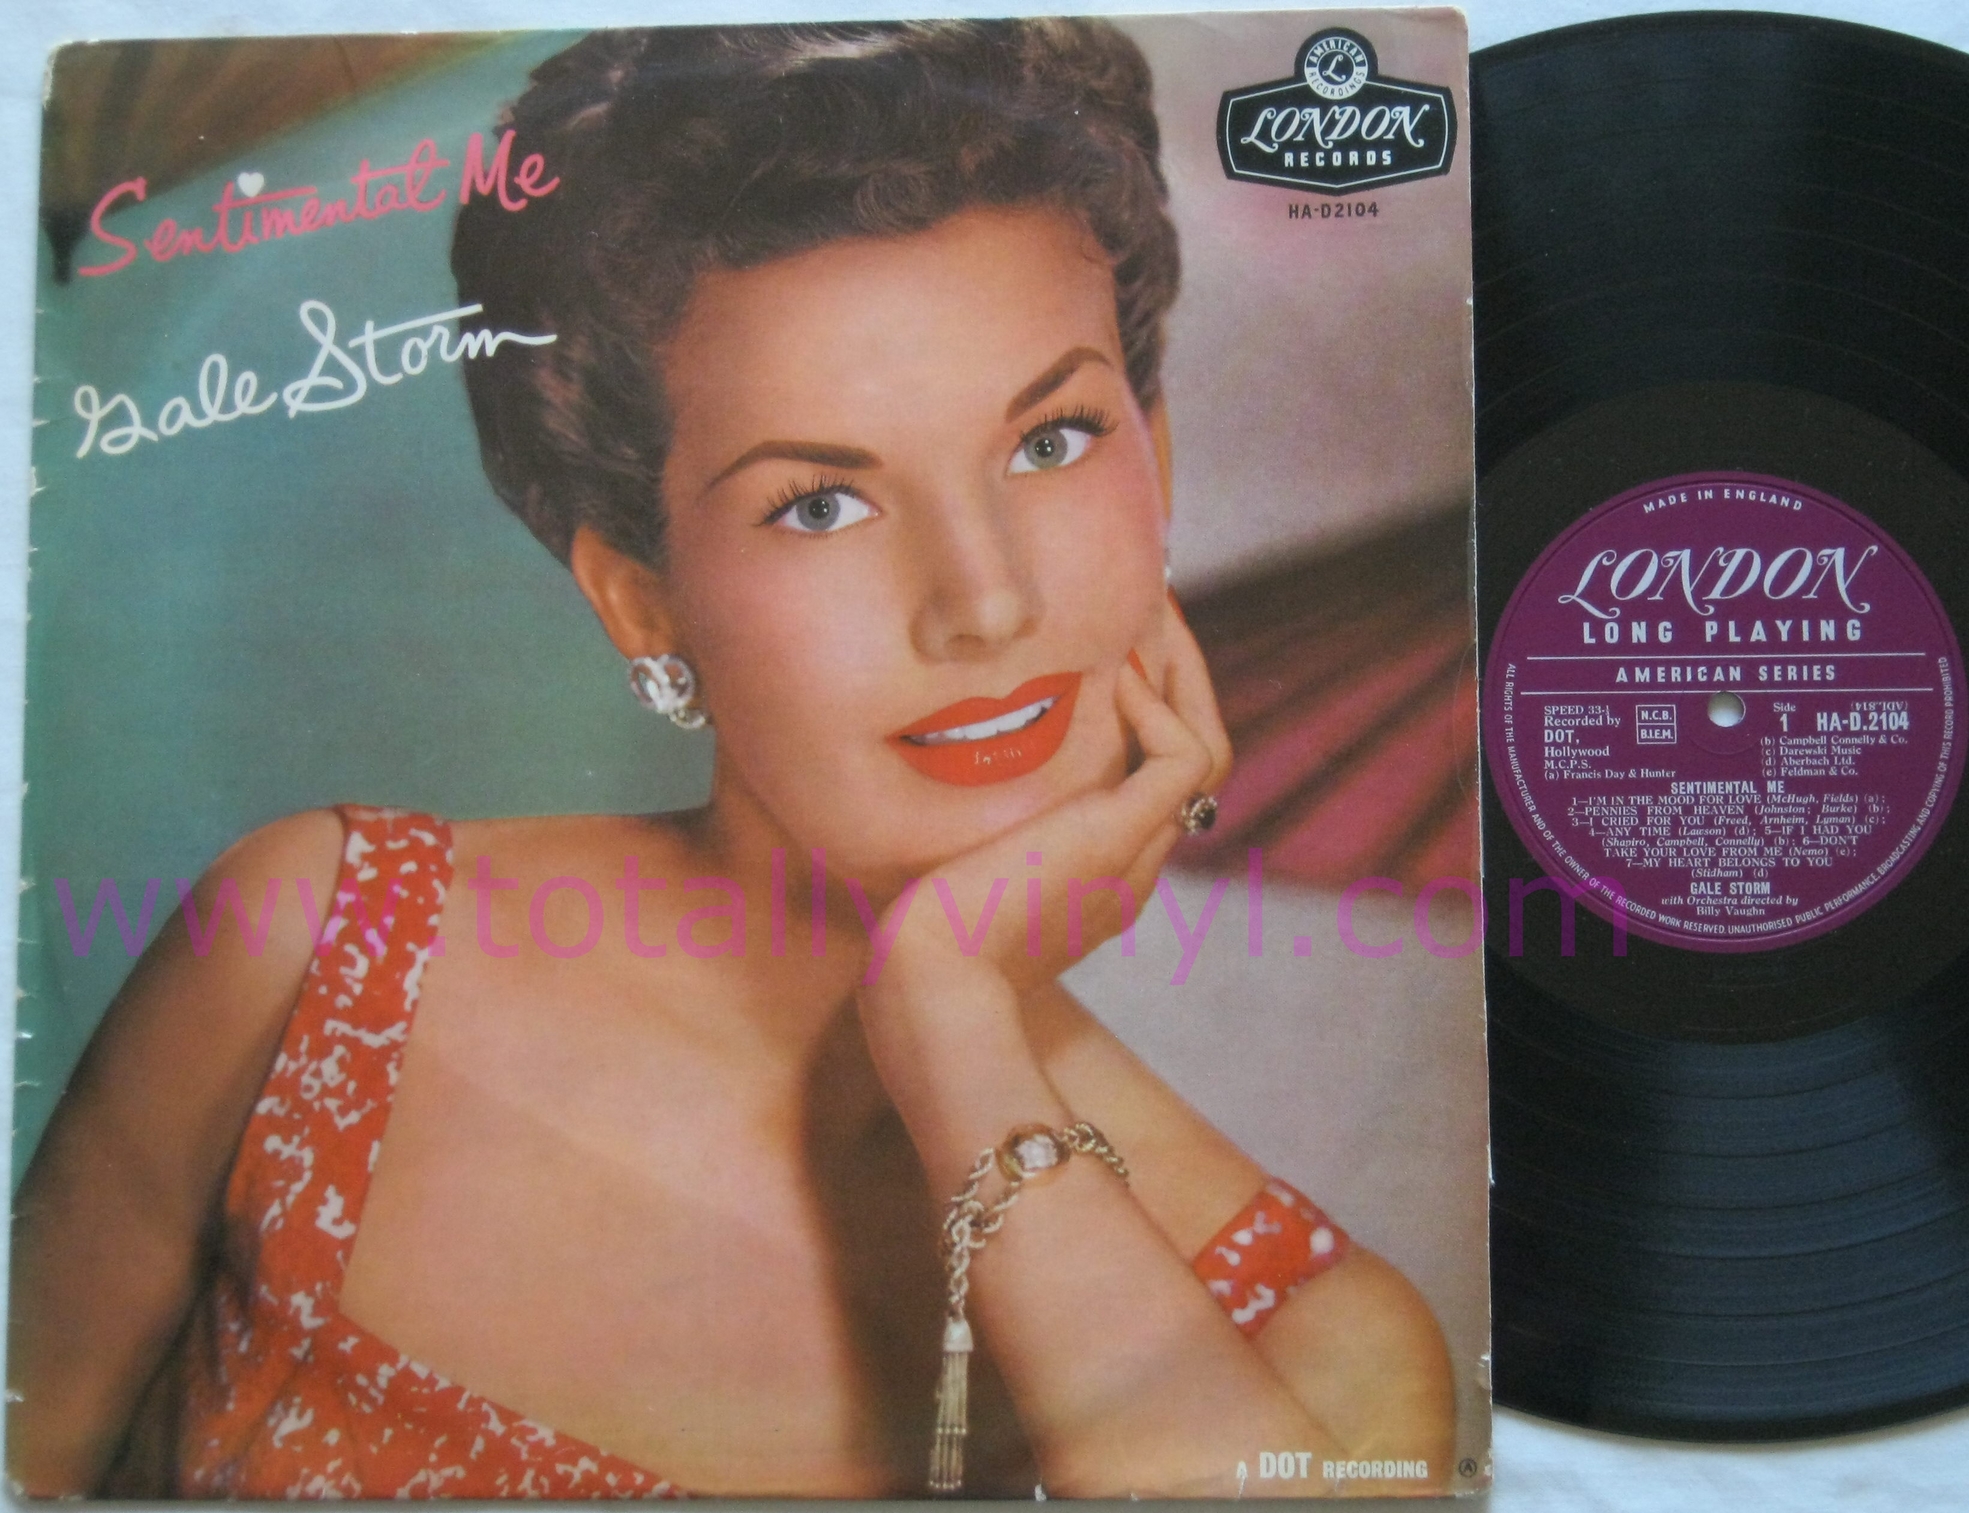 Sentimental Me
Gale Storm
AMERICAN RECORDINGS
L
LONDON
RECORDS
HA-D2104
www.totallyvinyl.com
A DOT RECORDING
MADE IN ENGLAND
LONDON
LONG PLAYING
AMERICAN SERIES
SPEED 33-⅓
Recorded by
DOT,
Hollywood
M.C.P.S.
(a) Francis Day & Hunter
N.C.B.
B.I.E.M.
Side
1
(ADL.814)
HA-D.2104
(b) Campbell Connelly & Co.
(c) Darewski Music
(d) Aberbach Ltd.
(e) Feldman & Co.
SENTIMENTAL ME
1—I'M IN THE MOOD FOR LOVE (McHugh, Fields) (a);
2—PENNIES FROM HEAVEN (Johnston; Burke) (b);
3—I CRIED FOR YOU (Freed, Arnheim, Lyman) (c);
4—ANY TIME (Lawson) (d); 5—IF I HAD YOU
(Shapiro, Campbell, Connelly) (b); 6—DON'T
TAKE YOUR LOVE FROM ME (Nemo) (e);
7—MY HEART BELONGS TO YOU
(Stidham) (d)
GALE STORM
with Orchestra directed by
Billy Vaughn
ALL RIGHTS OF THE MANUFACTURER AND OF THE OWNER OF THE RECORDED WORK RESERVED. UNAUTHORISED PUBLIC PERFORMANCE, BROADCASTING AND COPYING OF THIS RECORD PROHIBITED